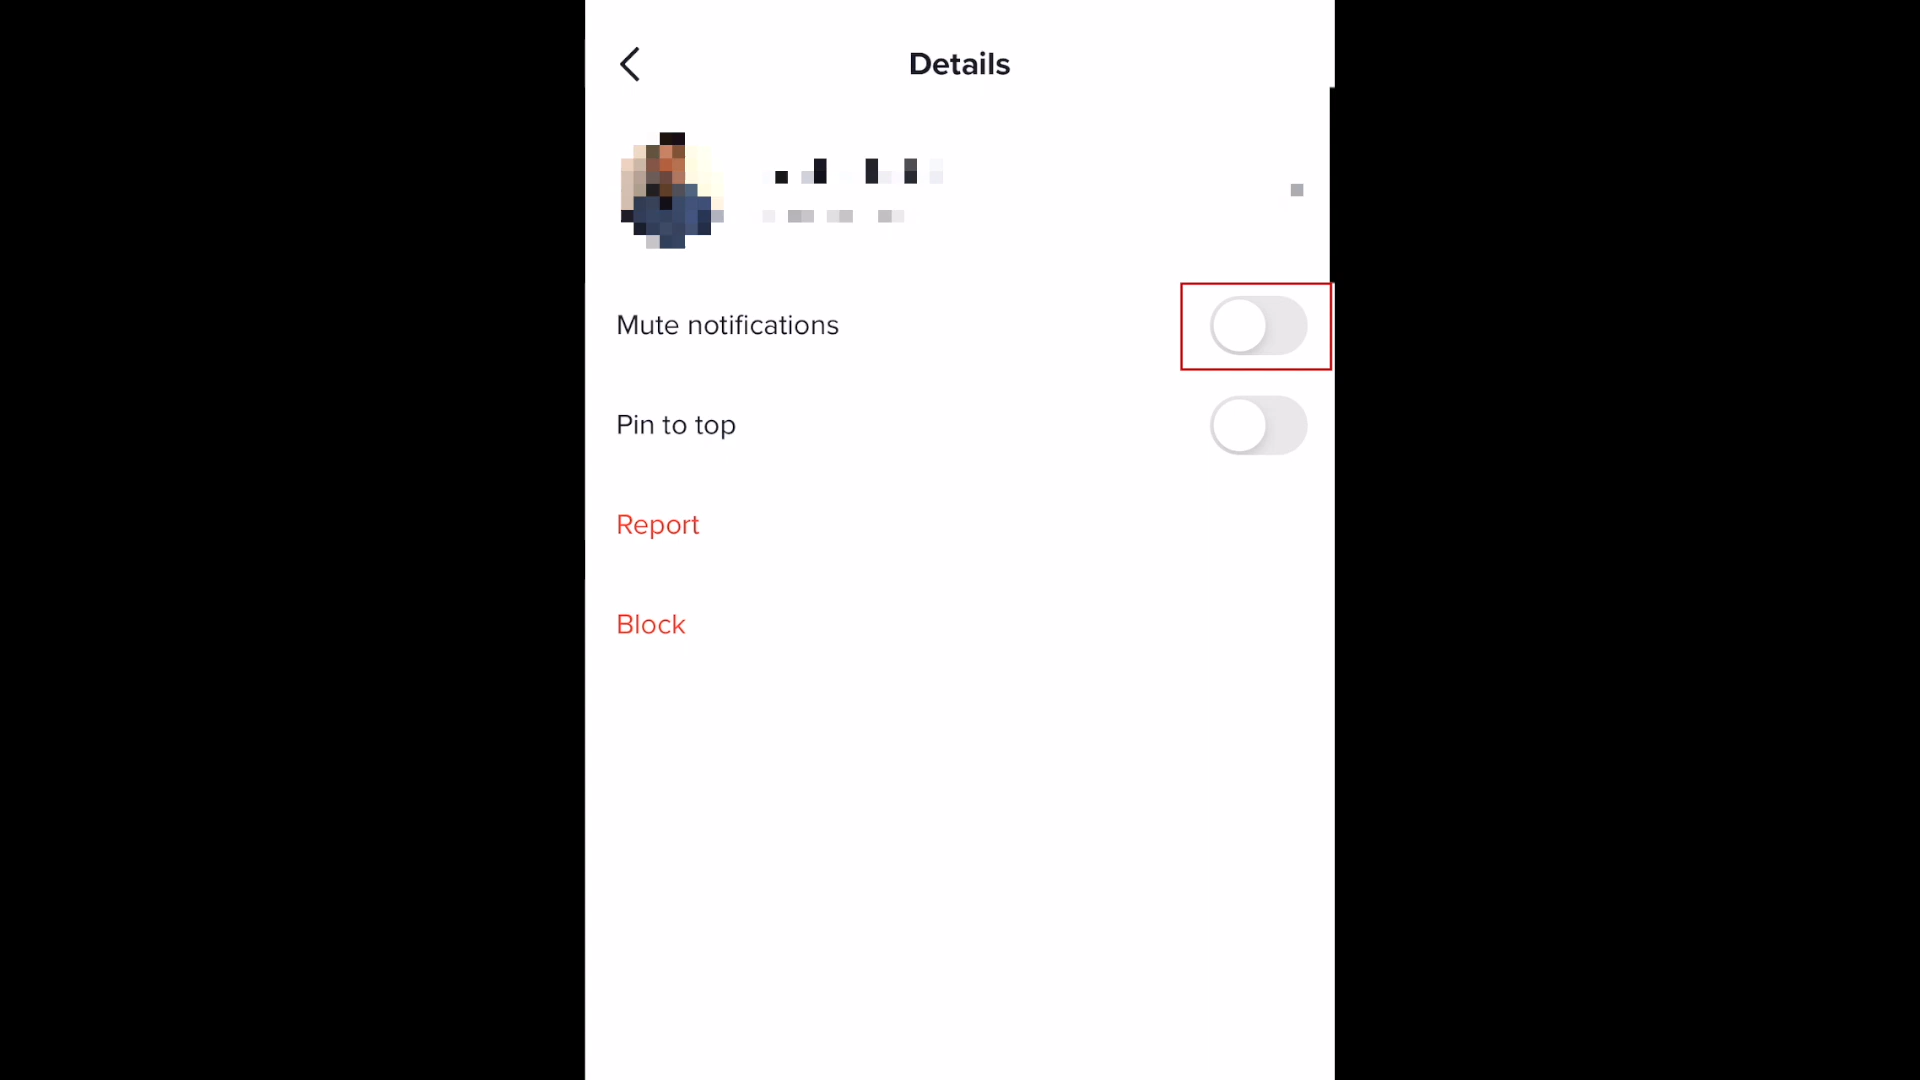 Details
Mute notifications
Pin to top
Report
Block